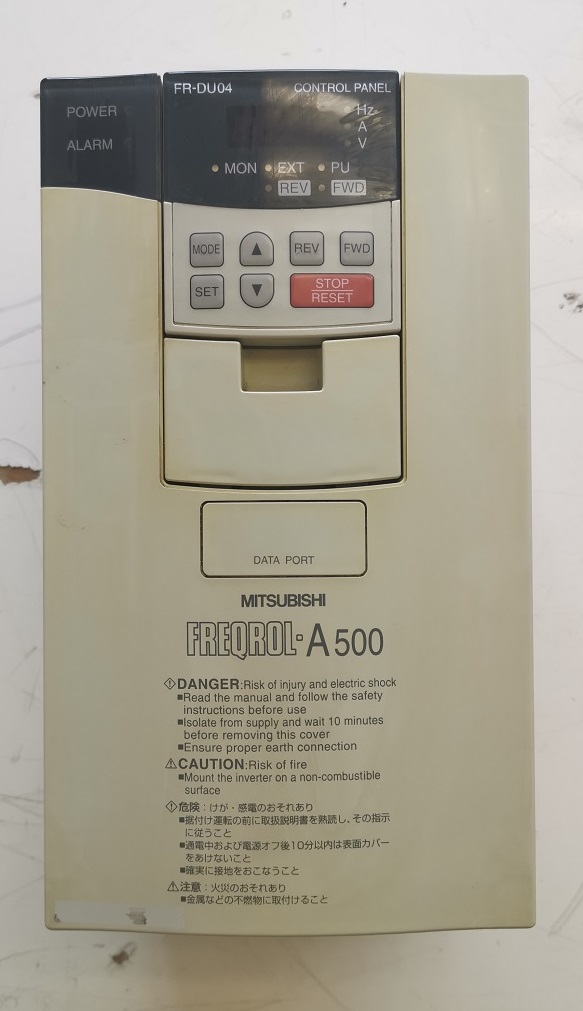 FR-DU04 CONTROL PANEL
POWER
Hz
A
ALARM
V
MON EXT PU
REV FWD
MODE ▲ REV FWD
SET ▼ STOP
RESET
DATA PORT
MITSUBISHI
FREQROL-A500
DANGER:Risk of injury and electric shock
■Read the manual and follow the safety
instructions before use
■Isolate from supply and wait 10 minutes
before removing this cover
■Ensure proper earth connection
⚠CAUTION:Risk of fire
■Mount the inverter on a non-combustible
surface
危険：けが・感電のおそれあり
■据付け運転の前に取扱説明書を熟読し、その指示
に従うこと
■通電中および電源オフ後10分以内は表面カバー
をあけないこと
■確実に接地をおこなうこと
⚠注意：火災のおそれあり
■金属などの不燃物に取付けること